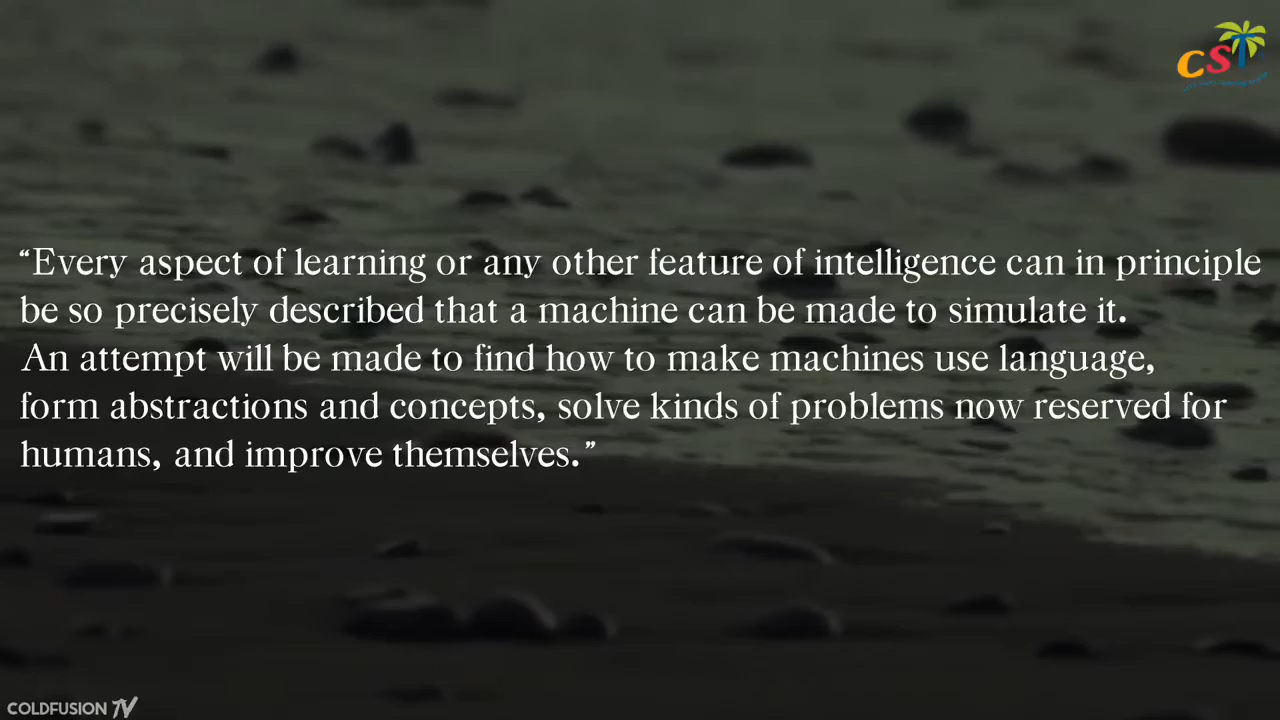 CST
“Every aspect of learning or any other feature of intelligence can in principle
be so precisely described that a machine can be made to simulate it.
An attempt will be made to find how to make machines use language,
form abstractions and concepts, solve kinds of problems now reserved for
humans, and improve themselves.”
COLDFUSION TV